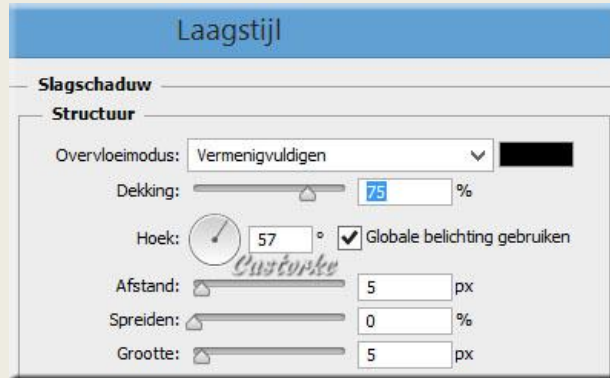 Laagstijl
Slagschaduw
Structuur
Overvloeimodus: Vermenigvuldigen
Dekking: 75 %
Hoek: 57 ° Globale belichting gebruiken
Castorke
Afstand: 5 px
Spreiden: 0 %
Grootte: 5 px